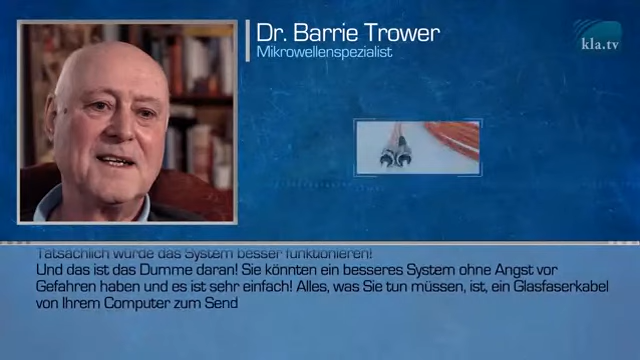 Dr. Barrie Trower
Mikrowellenspezialist
kla.tv
Tatsächlich würde das System besser funktionieren!
Und das ist das Dumme daran! Sie könnten ein besseres System ohne Angst vor
Gefahren haben und es ist sehr einfach! Alles, was Sie tun müssen, ist, ein Glasfaserkabel
von Ihrem Computer zum Send